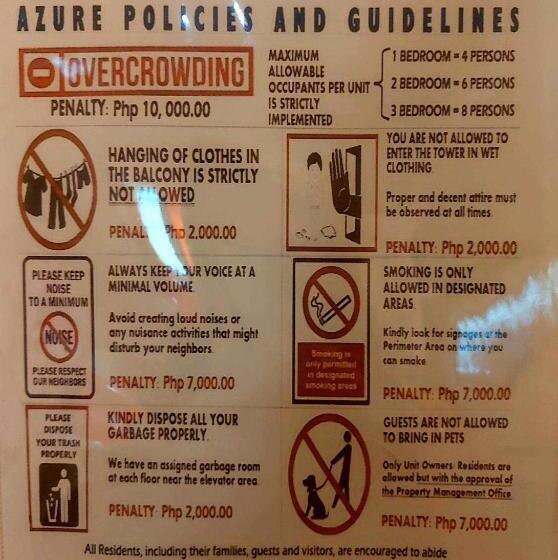 AZURE POLICIES AND GUIDELINES
OVERCROWDING
PENALTY: Php 10, 000.00
MAXIMUM
ALLOWABLE
OCCUPANTS PER UNIT
IS STRICTLY
IMPLEMENTED
1 BEDROOM = 4 PERSONS
2 BEDROOM = 6 PERSONS
3 BEDROOM = 8 PERSONS
HANGING OF CLOTHES IN
THE BALCONY IS STRICTLY
NOT ALLOWED
PENALTY: Php 2,000.00
YOU ARE NOT ALLOWED TO
ENTER THE TOWER IN WET
CLOTHING
Proper and decent attire must
be observed at all times.
PENALTY: Php 2,000.00
PLEASE KEEP
NOISE
TO A MINIMUM
NOISE
PLEASE RESPECT
OUR NEIGHBORS
ALWAYS KEEP YOUR VOICE AT A
MINIMAL VOLUME.
Avoid creating loud noises or
any nuisance activities that might
disturb your neighbors.
PENALTY: Php 7,000.00
Smoking is
only permitted
in designated
smoking areas
SMOKING IS ONLY
ALLOWED IN DESIGNATED
AREAS.
Kindly look for signages at the
Perimeter Area on where you
can smoke
PENALTY: Php 7,000.00
PLEASE
DISPOSE
YOUR TRASH
PROPERLY
KINDLY DISPOSE ALL YOUR
GARBAGE PROPERLY.
We have an assigned garbage room
at each floor near the elevator area
PENALTY: Php 2,000.00
GUESTS ARE NOT ALLOWED
TO BRING IN PETS
Only Unit Owners Residents are
allowed but with the approval of
the Property Management Office
PENALTY: Php 7,000.00
All Residents, including their families, guests and visitors, are encouraged to abide